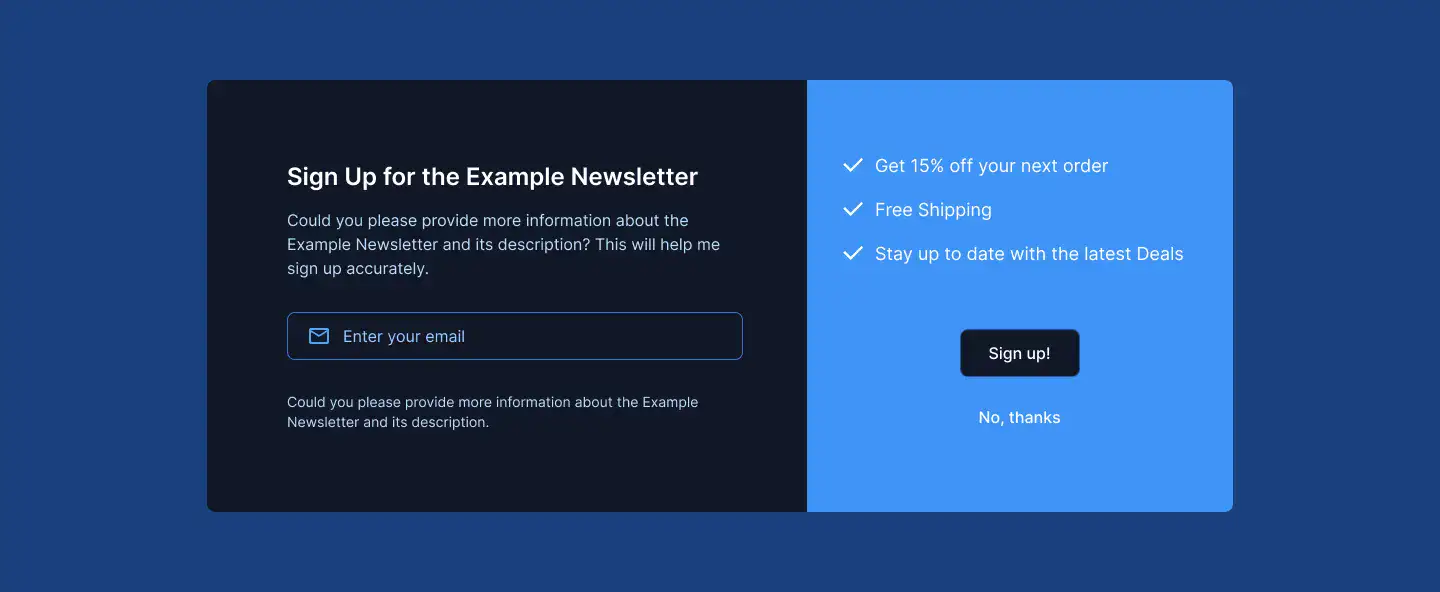 Sign Up for the Example Newsletter
Could you please provide more information about the
Example Newsletter and its description? This will help me
sign up accurately.
Enter your email
Could you please provide more information about the Example
Newsletter and its description.
Get 15% off your next order
Free Shipping
Stay up to date with the latest Deals
Sign up!
No, thanks